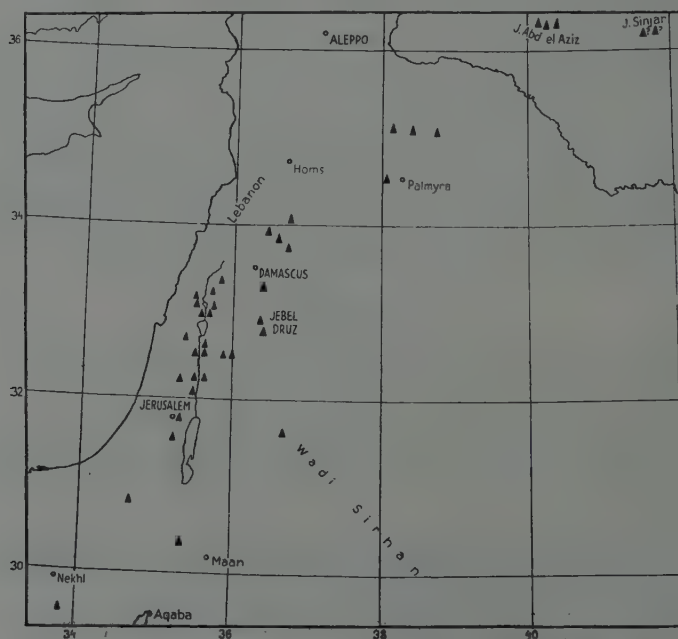 36
ALEPPO
J. Abd el Aziz
J. Sinjar
Homs
Palmyra
Lebanon
34
DAMASCUS
JEBEL
DRUZ
32
JERUSALEM
Wadi Sirhan
30
Maan
Nekhl
Aqaba
34
36
38
40